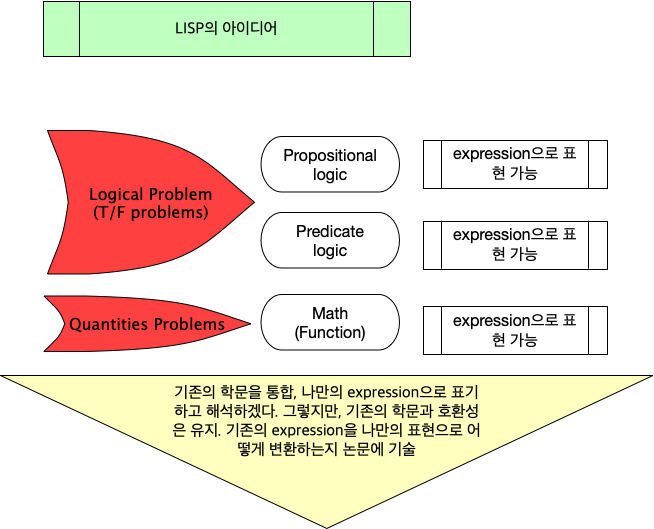 LISP의 아이디어
Logical Problem
(T/F problems)
Propositional
logic
expression으로 표
현 가능
Predicate
logic
expression으로 표
현 가능
Quantities Problems
Math
(Function)
expression으로 표
현 가능
기존의 학문을 통합, 나만의 expression으로 표기
하고 해석하겠다. 그렇지만, 기존의 학문과 호환성
은 유지. 기존의 expression을 나만의 표현으로 어
떻게 변환하는지 논문에 기술